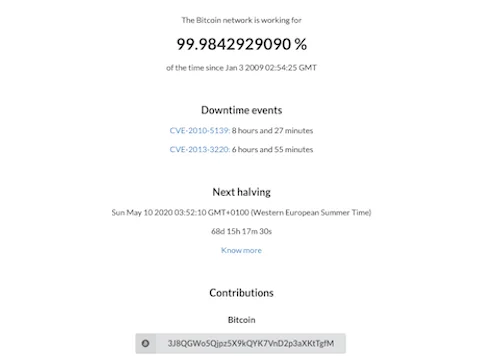 The Bitcoin network is working for
99.9842929090 %
of the time since Jan 3 2009 02:54:25 GMT
Downtime events
CVE-2010-5139: 8 hours and 27 minutes
CVE-2013-3220: 6 hours and 55 minutes
Next halving
Sun May 10 2020 03:52:10 GMT+0100 (Western European Summer Time)
68d 15h 17m 30s
Know more
Contributions
Bitcoin
3J8QGWo5Qjpz5X9kQYK7VnD2p3aXKtTgfM